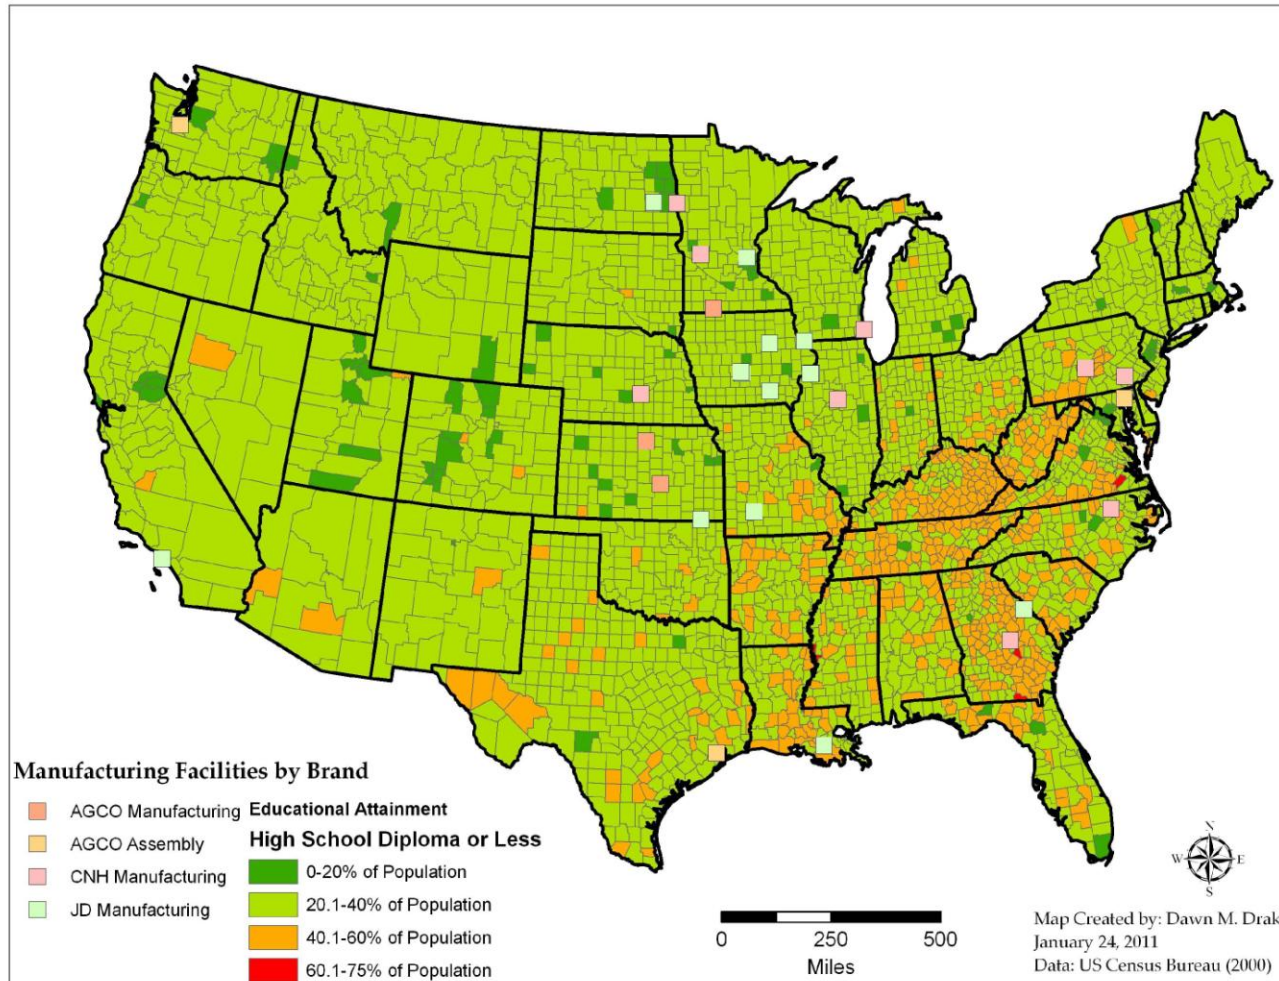 Manufacturing Facilities by Brand
AGCO Manufacturing
AGCO Assembly
CNH Manufacturing
JD Manufacturing
Educational Attainment
High School Diploma or Less
0-20% of Population
20.1-40% of Population
40.1-60% of Population
60.1-75% of Population
0 250 500
Miles
N
W E
S
Map Created by: Dawn M. Drak
January 24, 2011
Data: US Census Bureau (2000)